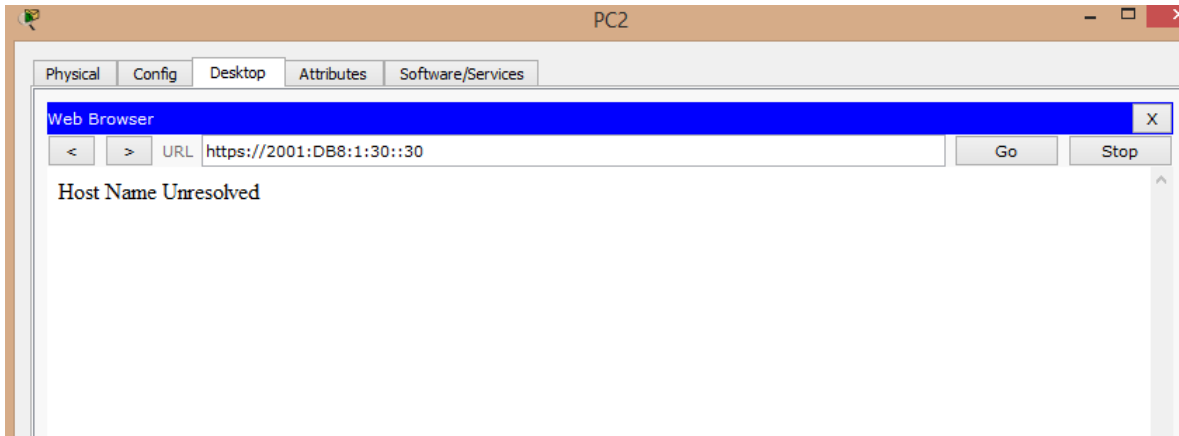 PC2
Physical Config Desktop Attributes Software/Services
Web Browser X
< > URL https://2001:DB8:1:30::30 Go Stop
Host Name Unresolved